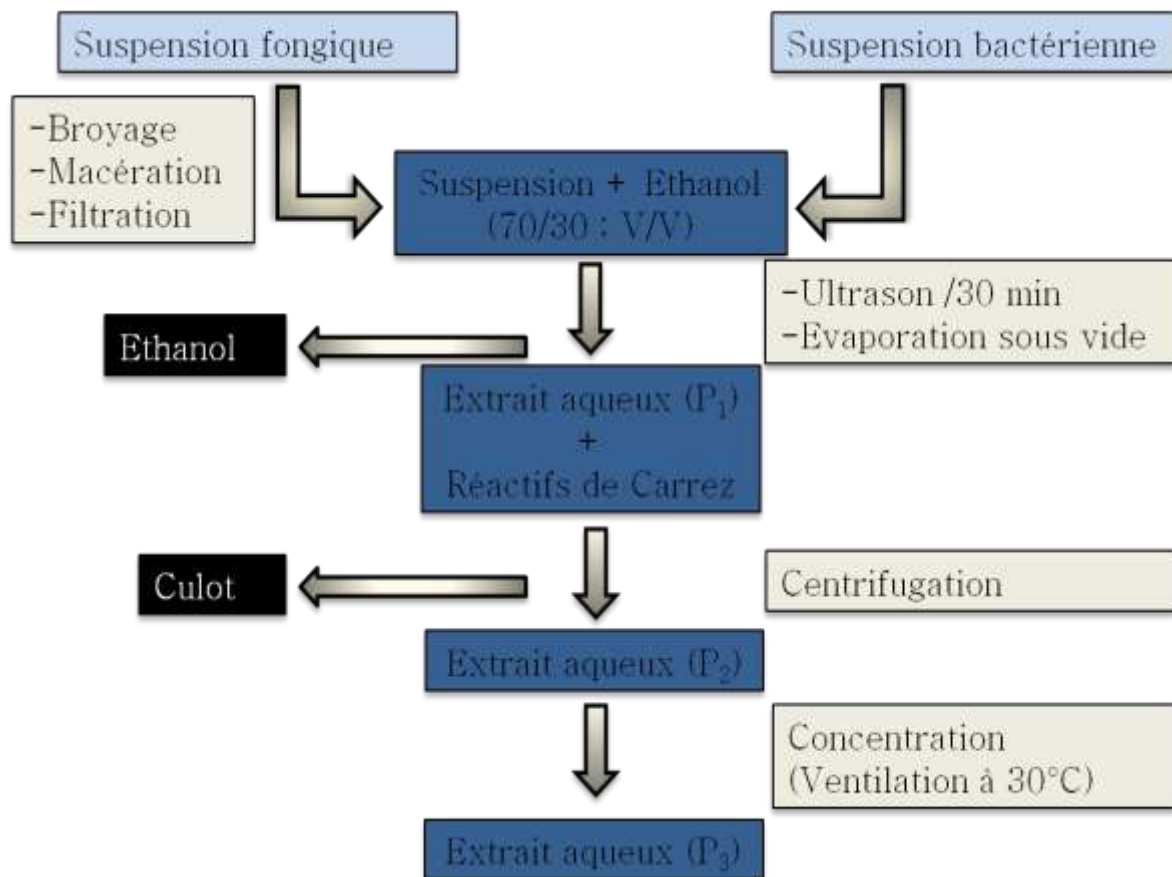 Suspension fongique
Suspension bactérienne
-Broyage
-Macération
-Filtration
Suspension + Ethanol
(70/30 : V/V)
-Ultrason /30 min
-Evaporation sous vide
Ethanol
Extrait aqueux (P₁)
+
Réactifs de Carrez
Culot
Centrifugation
Extrait aqueux (P₂)
Concentration
(Ventilation à 30°C)
Extrait aqueux (P₃)